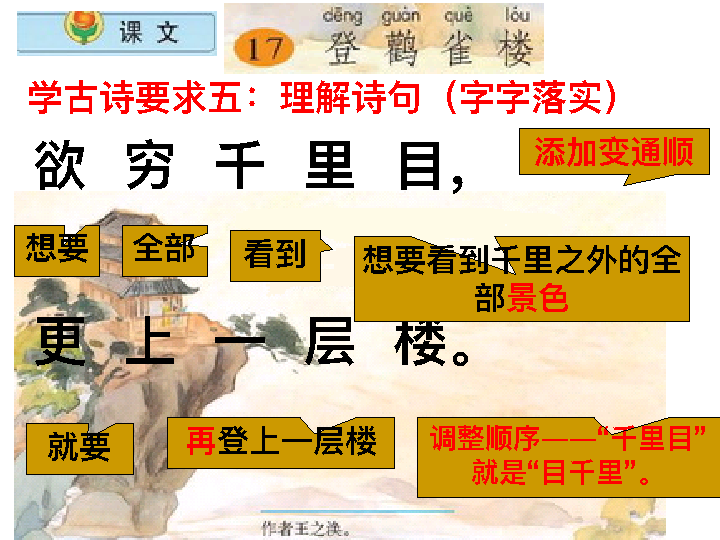 课 文
17
dēng guàn què lóu
登 鹳 雀 楼
学古诗要求五：理解诗句（字字落实）
欲 穷 千 里 目，
添加变通顺
想要
全部
看到
想要看到千里之外的全
部景色
更 上 一 层 楼。
就要
再登上一层楼
调整顺序——“千里目”
就是“目千里”。
作者王之涣。